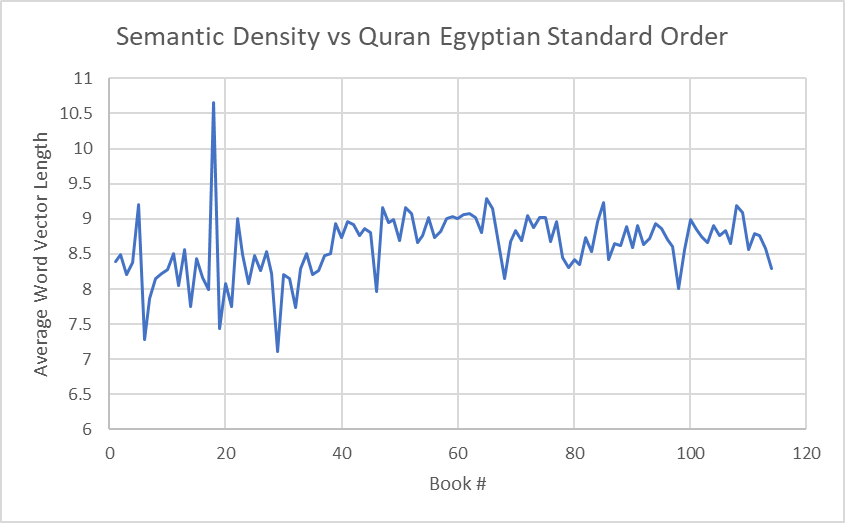 Semantic Density vs Quran Egyptian Standard Order
Average Word Vector Length
11
10.5
10
9.5
9
8.5
8
7.5
7
6.5
6
0 20 40 60 80 100 120
Book #